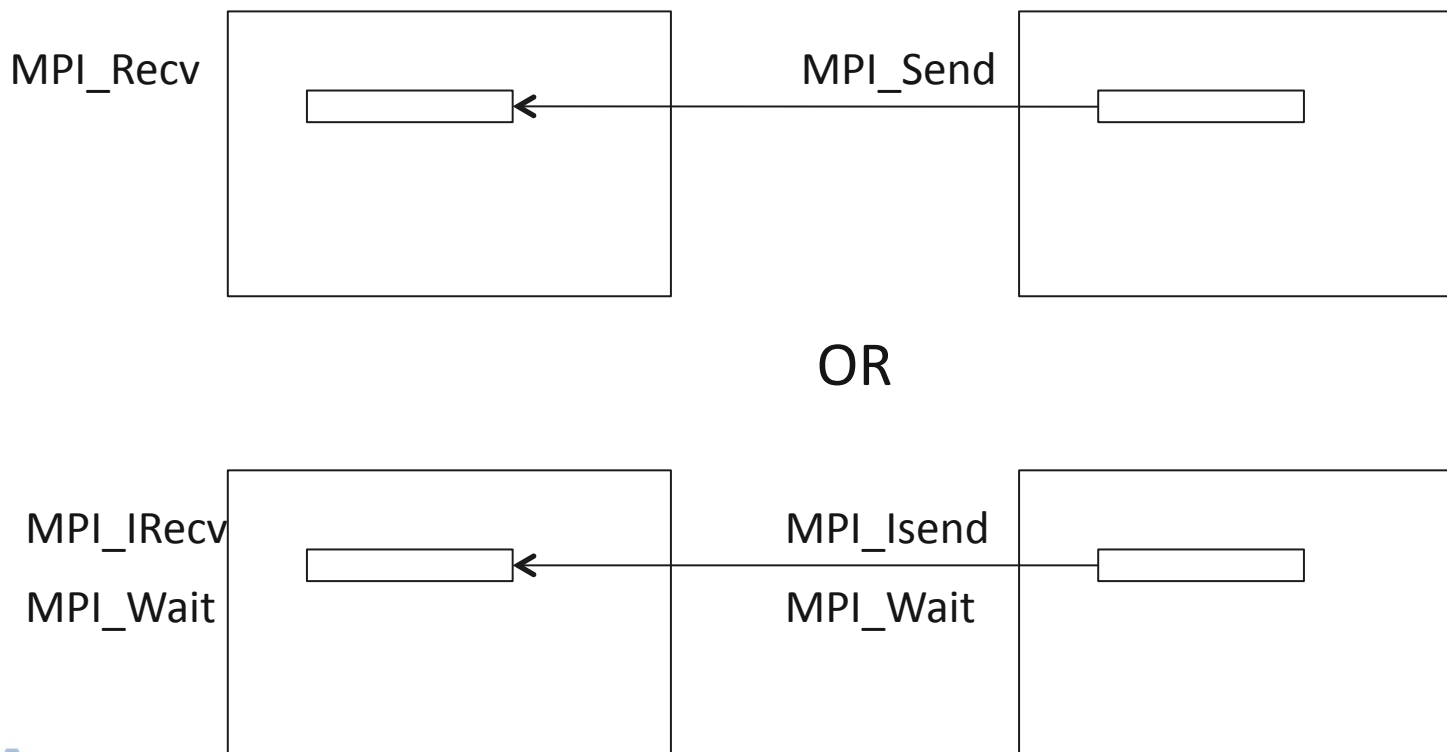 MPI_Recv MPI_Send
OR
MPI_IRecv MPI_Isend
MPI_Wait MPI_Wait